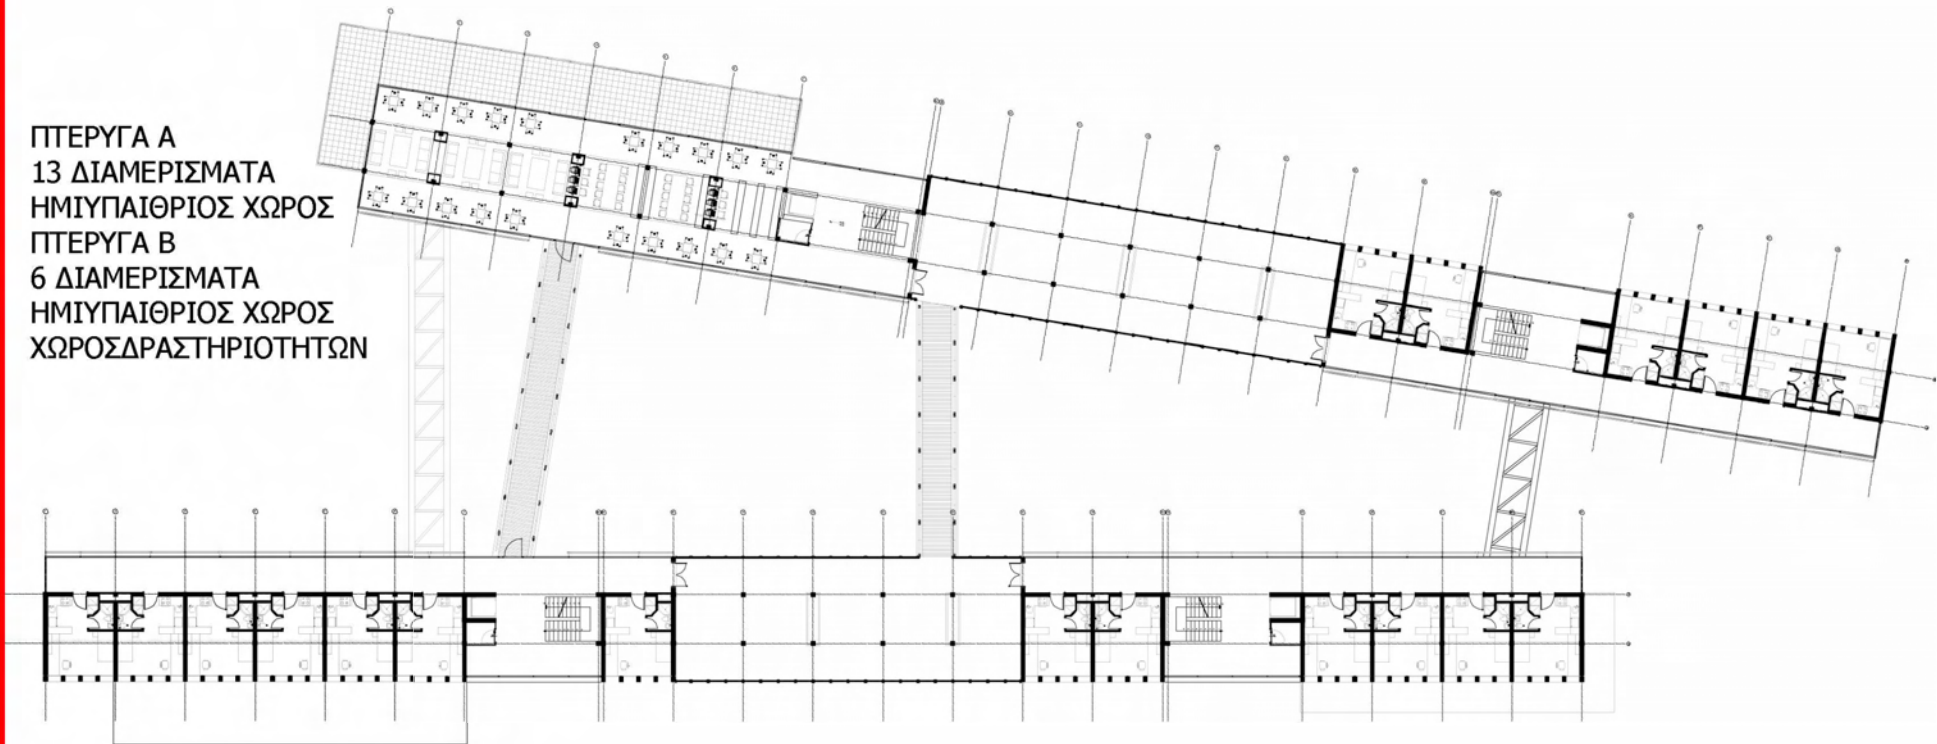 ΠΤΕΡΥΓΑ Α
13 ΔΙΑΜΕΡΙΣΜΑΤΑ
ΗΜΙΥΠΑΙΘΡΙΟΣ ΧΩΡΟΣ
ΠΤΕΡΥΓΑ Β
6 ΔΙΑΜΕΡΙΣΜΑΤΑ
ΗΜΙΥΠΑΙΘΡΙΟΣ ΧΩΡΟΣ
ΧΩΡΟΣΔΡΑΣΤΗΡΙΟΤΗΤΩΝ